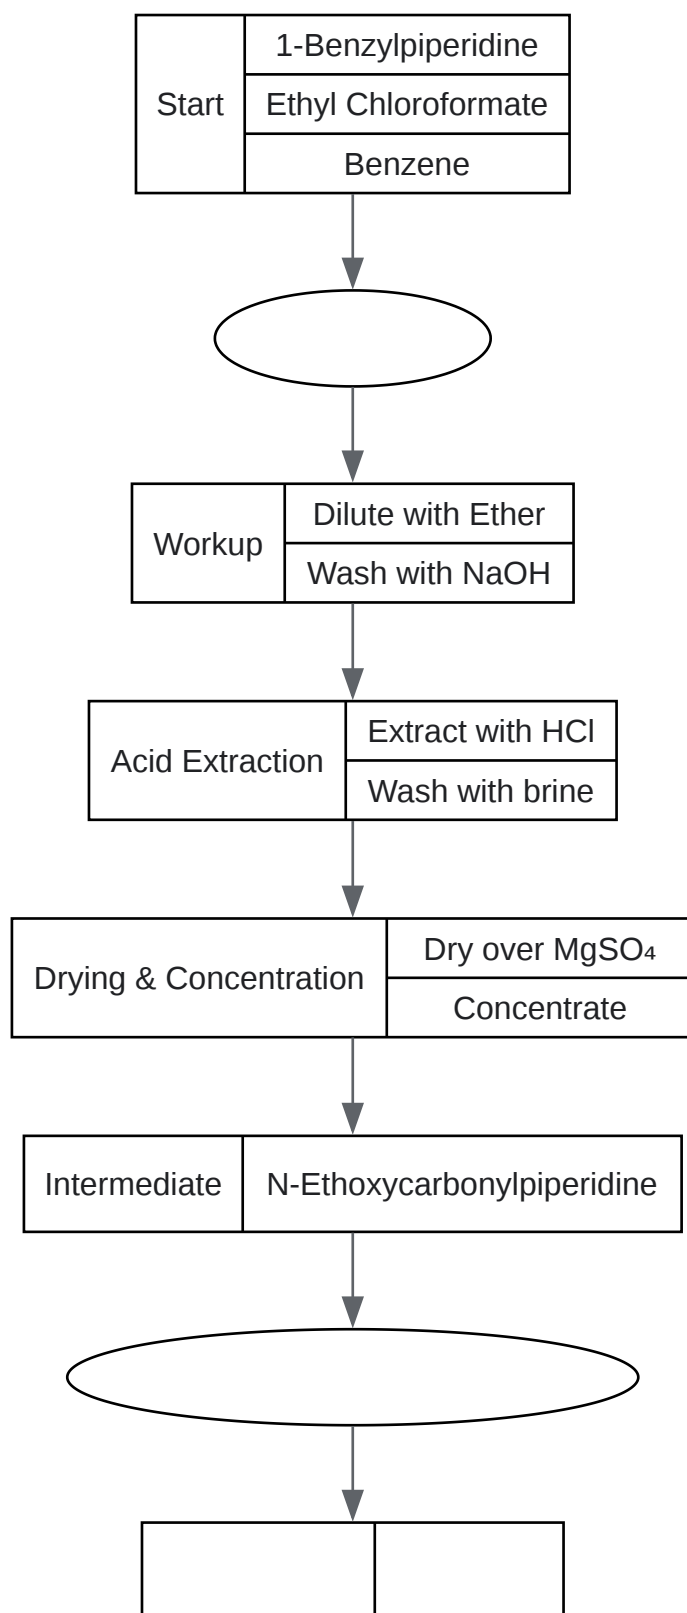 Start
1-Benzylpiperidine
Ethyl Chloroformate
Benzene
Workup
Dilute with Ether
Wash with NaOH
Acid Extraction
Extract with HCl
Wash with brine
Drying & Concentration
Dry over MgSO₄
Concentrate
Intermediate
N-Ethoxycarbonylpiperidine